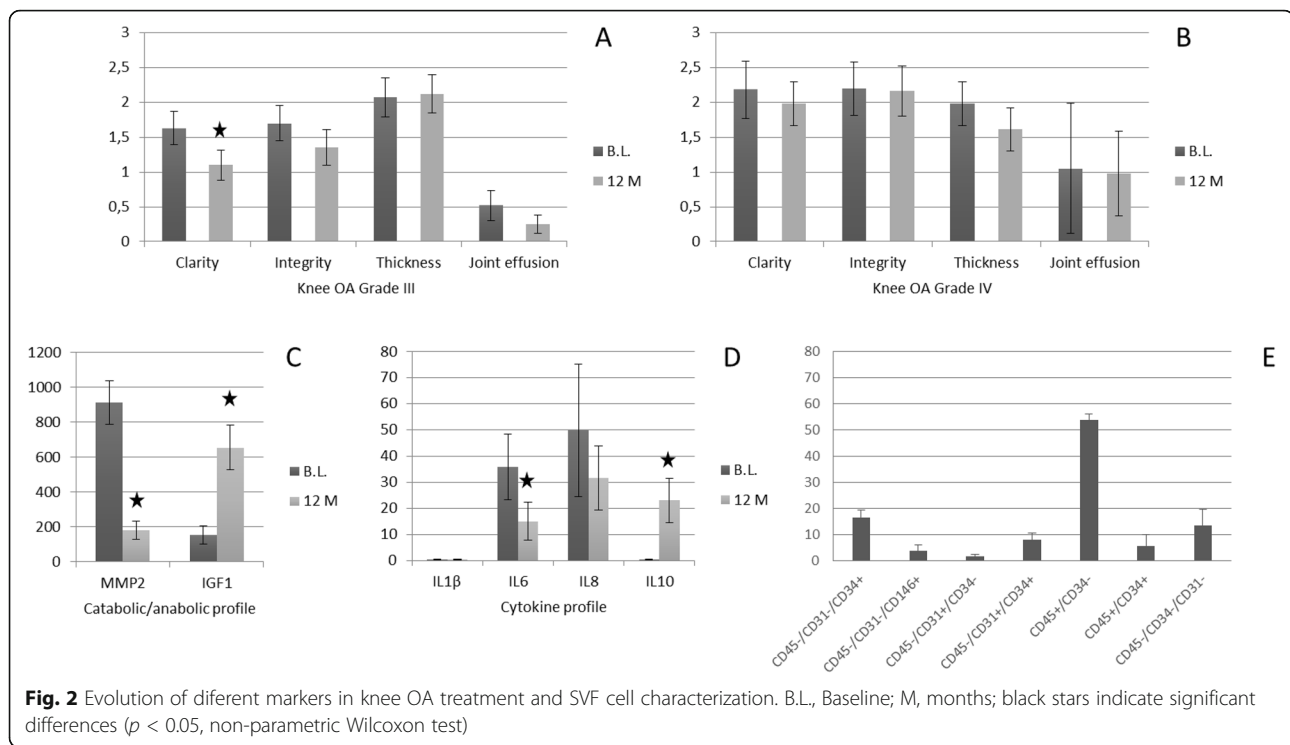 A
3
2,5
2
1,5
1
0,5
0
★
Clarity Integrity Thickness Joint effusion
Knee OA Grade III
B.L.
12 M
B
3
2,5
2
1,5
1
0,5
0
Clarity Integrity Thickness Joint effusion
Knee OA Grade IV
B.L.
12 M
C
1200
1000
800
600
400
200
0
★ ★
MMP2 IGF1
Catabolic/anabolic profile
B.L.
12 M
D
80
70
60
50
40
30
20
10
0
★ ★
IL1β IL6 IL8 IL10
Cytokine profile
B.L.
12 M
E
80
70
60
50
40
30
20
10
0
CD45-/CD31-/CD34+
CD45-/CD31-/CD146+
CD45-/CD31+/CD34-
CD45-/CD31+/CD34+
CD45+/CD34-
CD45+/CD34+
CD45-/CD34-/CD31-
Fig. 2 Evolution of diferent markers in knee OA treatment and SVF cell characterization. B.L., Baseline; M, months; black stars indicate significant
differences (p < 0.05, non-parametric Wilcoxon test)